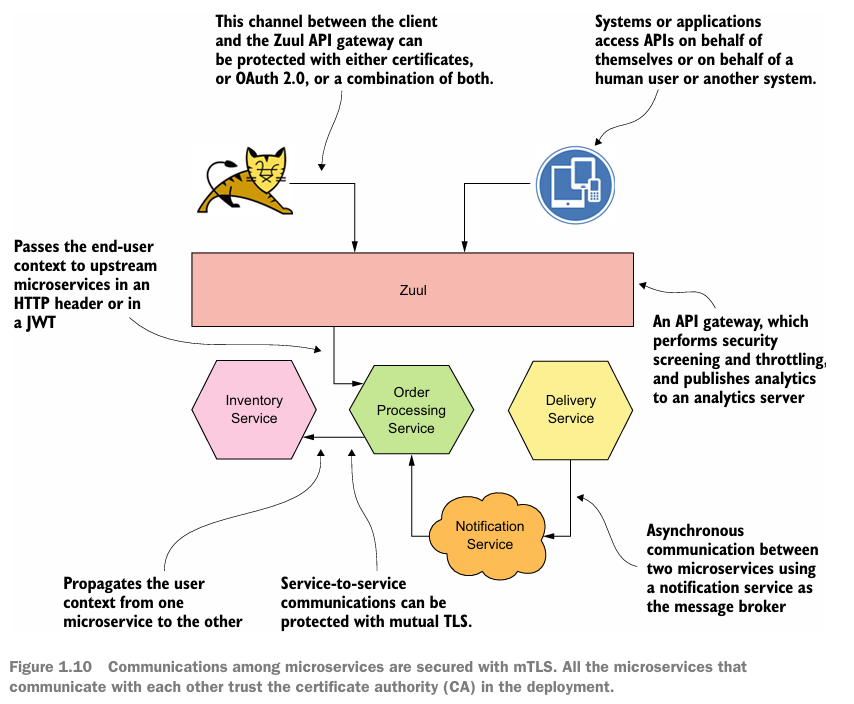 This channel between the client
and the Zuul API gateway can
be protected with either certificates,
or OAuth 2.0, or a combination of both.
Systems or applications
access APIs on behalf of
themselves or on behalf of a
human user or another system.
Passes the end-user
context to upstream
microservices in an
HTTP header or in
a JWT
Zuul
An API gateway, which
performs security
screening and throttling,
and publishes analytics
to an analytics server
Inventory
Service
Order
Processing
Service
Delivery
Service
Notification
Service
Asynchronous
communication between
two microservices using
a notification service as
the message broker
Propagates the user
context from one
microservice to the other
Service-to-service
communications can be
protected with mutual TLS.
Figure 1.10 Communications among microservices are secured with mTLS. All the microservices that
communicate with each other trust the certificate authority (CA) in the deployment.